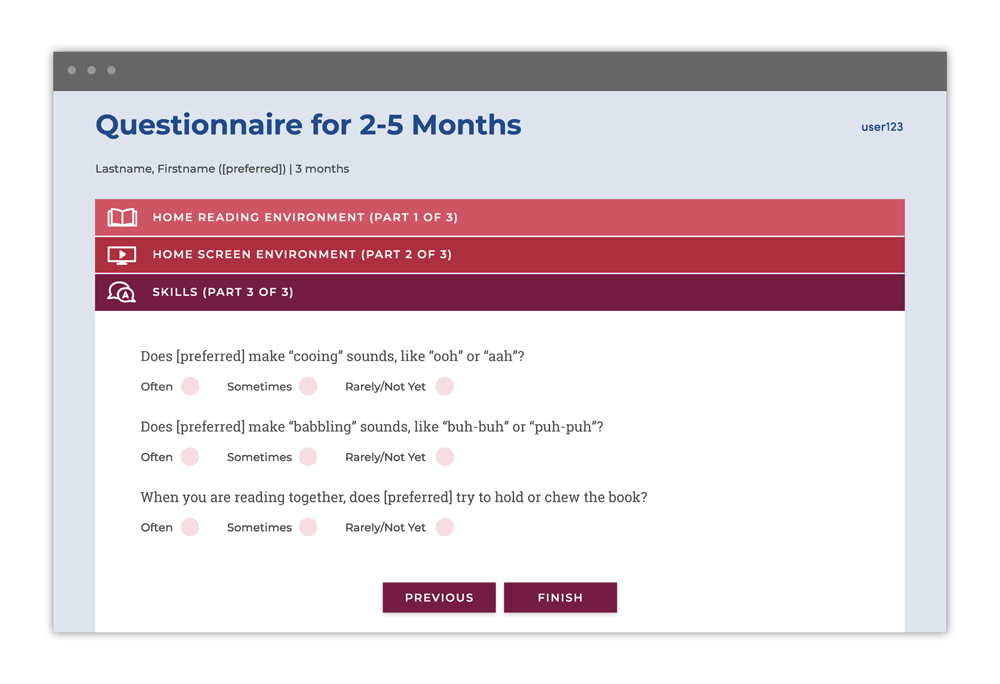 Questionnaire for 2-5 Months
user123
Lastname, Firstname ([preferred]) | 3 months
HOME READING ENVIRONMENT (PART 1 OF 3)
HOME SCREEN ENVIRONMENT (PART 2 OF 3)
A SKILLS (PART 3 OF 3)
Does [preferred] make “cooing” sounds, like “ooh” or “aah”?
Often Sometimes Rarely/Not Yet
Does [preferred] make “babbling” sounds, like “buh-buh” or “puh-puh”?
Often Sometimes Rarely/Not Yet
When you are reading together, does [preferred] try to hold or chew the book?
Often Sometimes Rarely/Not Yet
PREVIOUS FINISH